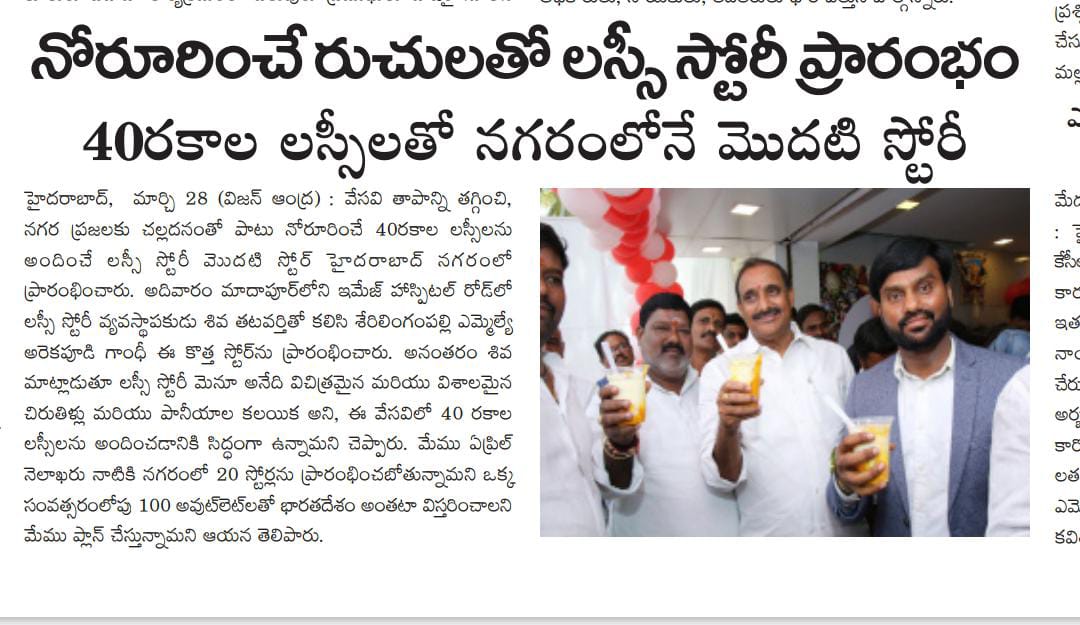 నోరూరించే రుచులతో లస్సీ స్టోరీ ప్రారంభం
40రకాల లస్సీలతో నగరంలోనే మొదటి స్టోరీ
హైదరాబాద్, మార్చి 28 (విజన్ ఆంధ్ర) : వేసవి తాపాన్ని తగ్గించి,
నగర ప్రజలకు చల్లదనంతో పాటు నోరూరించే 40రకాల లస్సీలను
అందించే లస్సీ స్టోరీ మొదటి స్టోర్ హైదరాబాద్ నగరంలో
ప్రారంభించారు. అదివారం మాదాపూర్‌లోని ఇమేజ్ హాస్పిటల్ రోడ్‌లో
లస్సీ స్టోరీ వ్యవస్థాపకుడు శివ తటవర్తితో కలిసి శేరిలింగంపల్లి ఎమ్మెల్యే
అరెకపూడి గాంధీ ఈ కొత్త స్టోర్‌ను ప్రారంభించారు. అనంతరం శివ
మాట్లాడుతూ లస్సీ స్టోరీ మెనూ అనేది విచిత్రమైన మరియు విశాలమైన
చిరుతిళ్లు మరియు పానీయాల కలయిక అని, ఈ వేసవిలో 40 రకాల
లస్సీలను అందించడానికి సిద్ధంగా ఉన్నామని చెప్పారు. మేము ఏప్రిల్
నెలాఖరు నాటికి నగరంలో 20 స్టోర్లను ప్రారంభించబోతున్నామని ఒక్క
సంవత్సరంలోపు 100 అవుట్‌లెట్‌లతో భారతదేశం అంతటా విస్తరించాలని
మేము ప్లాన్ చేస్తున్నామని ఆయన తెలిపారు.